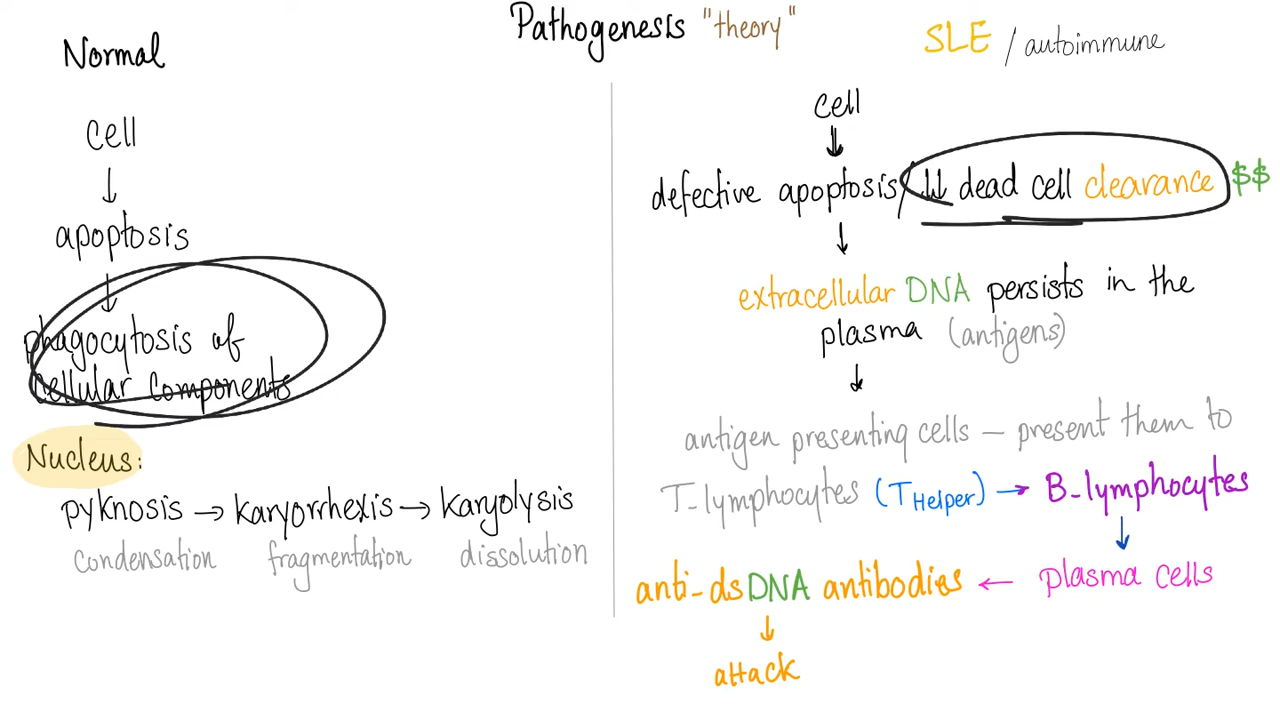 Pathogenesis "theory"
Normal
cell
↓
apoptosis
↓
phagocytosis of
cellular components
Nucleus:
pyknosis → karyorrhexis → karyolysis
condensation fragmentation dissolution
SLE / autoimmune
cell
↓
defective apoptosis/↓↓ dead cell clearance $$
↓
extracellular DNA persists in the
plasma (antigens)
↓
antigen presenting cells – present them to
T-lymphocytes (THelper) → B-lymphocytes
↓
anti-dsDNA antibodies ← plasma cells
↓
attack